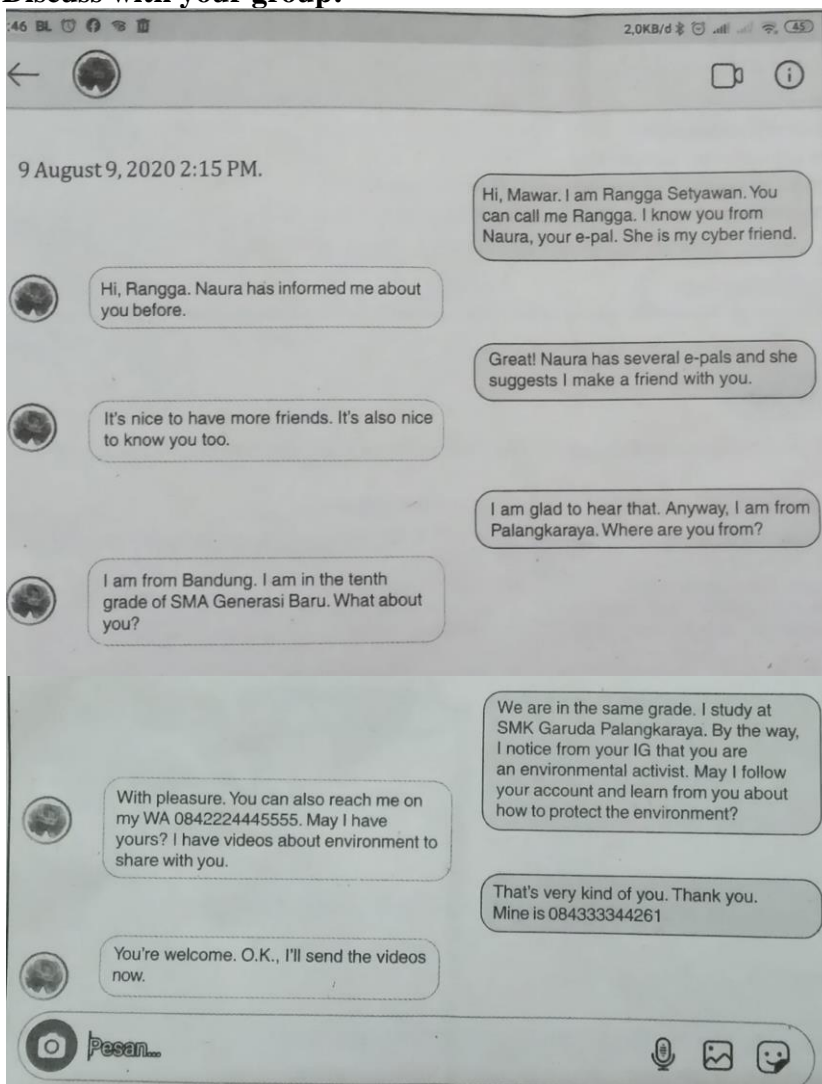 Discuss with your group!
:46 BL
2,0KB/d 45
9 August 9, 2020 2:15 PM.
Hi, Mawar. I am Rangga Setyawan. You
can call me Rangga. I know you from
Naura, your e-pal. She is my cyber friend.
Hi, Rangga. Naura has informed me about
you before.
Great! Naura has several e-pals and she
suggests I make a friend with you.
It's nice to have more friends. It's also nice
to know you too.
I am glad to hear that. Anyway, I am from
Palangkaraya. Where are you from?
I am from Bandung. I am in the tenth
grade of SMA Generasi Baru. What about
you?
We are in the same grade. I study at
SMK Garuda Palangkaraya. By the way,
I notice from your IG that you are
an environmental activist. May I follow
your account and learn from you about
how to protect the environment?
With pleasure. You can also reach me on
my WA 0842224445555. May I have
yours? I have videos about environment to
share with you.
That's very kind of you. Thank you.
Mine is 084333344261
You're welcome. O.K., I'll send the videos
now.
Pesan...